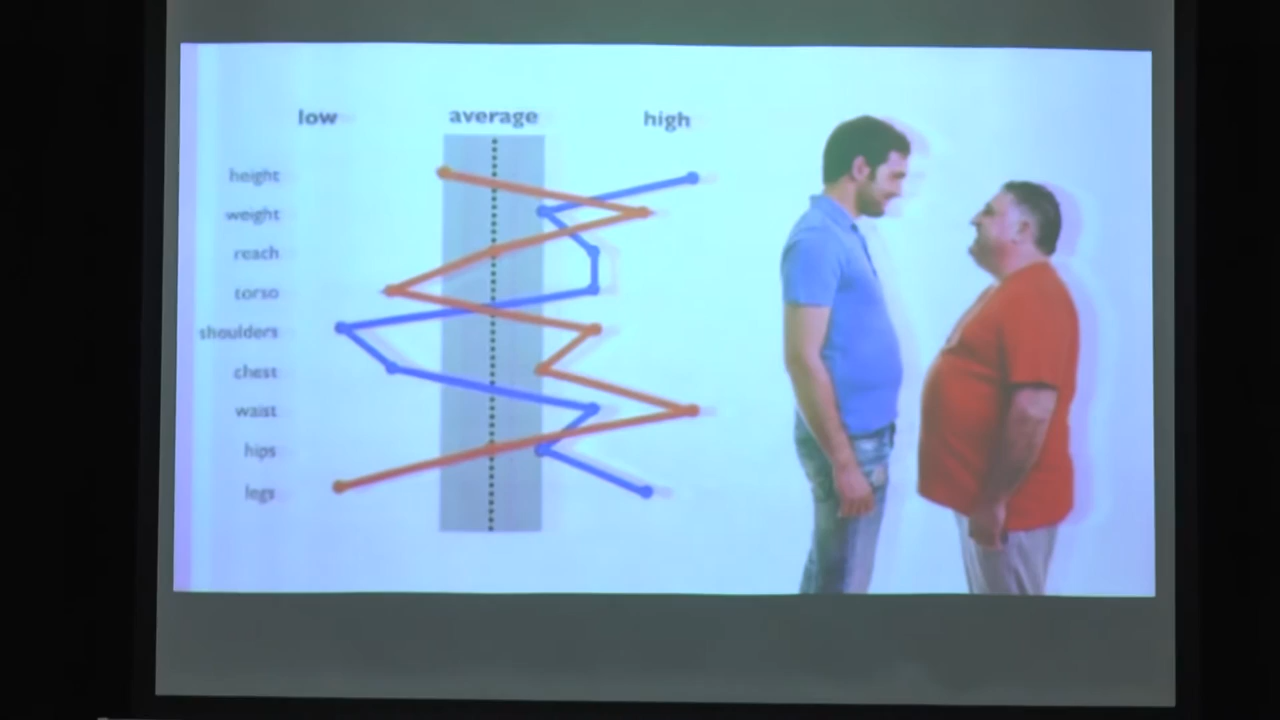 low average high
height
weight
reach
torso
shoulders
chest
waist
hips
legs